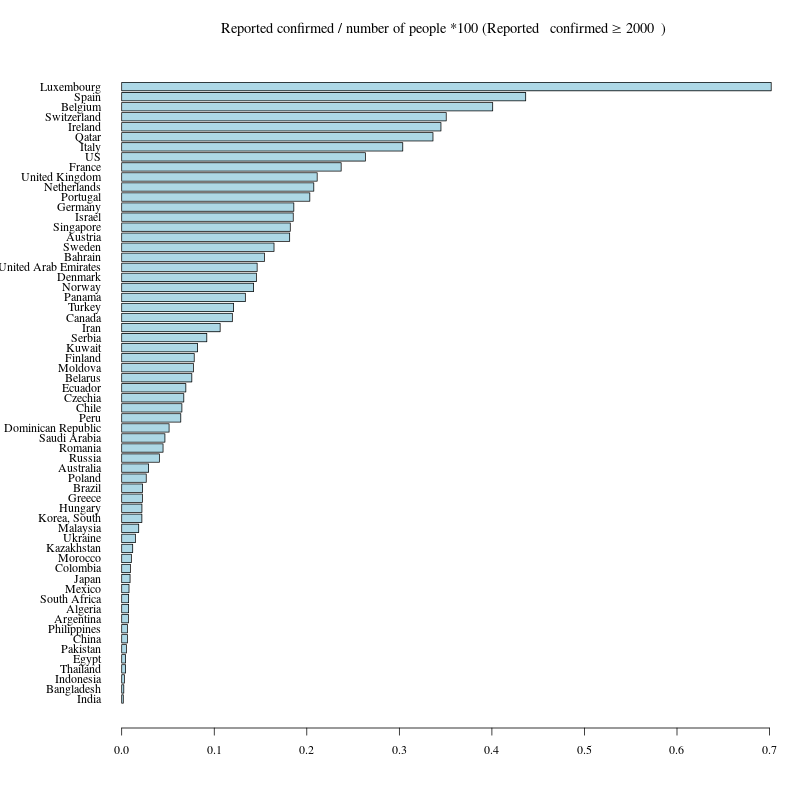 Reported confirmed / number of people *100 (Reported confirmed ≥ 2000 )
Luxembourg
Spain
Belgium
Switzerland
Ireland
Qatar
Italy
US
France
United Kingdom
Netherlands
Portugal
Germany
Israel
Singapore
Austria
Sweden
Bahrain
United Arab Emirates
Denmark
Norway
Panama
Turkey
Canada
Iran
Serbia
Kuwait
Finland
Moldova
Belarus
Ecuador
Czechia
Chile
Peru
Dominican Republic
Saudi Arabia
Romania
Russia
Australia
Poland
Brazil
Greece
Hungary
Korea, South
Malaysia
Ukraine
Kazakhstan
Morocco
Colombia
Japan
Mexico
South Africa
Algeria
Argentina
Philippines
China
Pakistan
Egypt
Thailand
Indonesia
Bangladesh
India
0.0 0.1 0.2 0.3 0.4 0.5 0.6 0.7